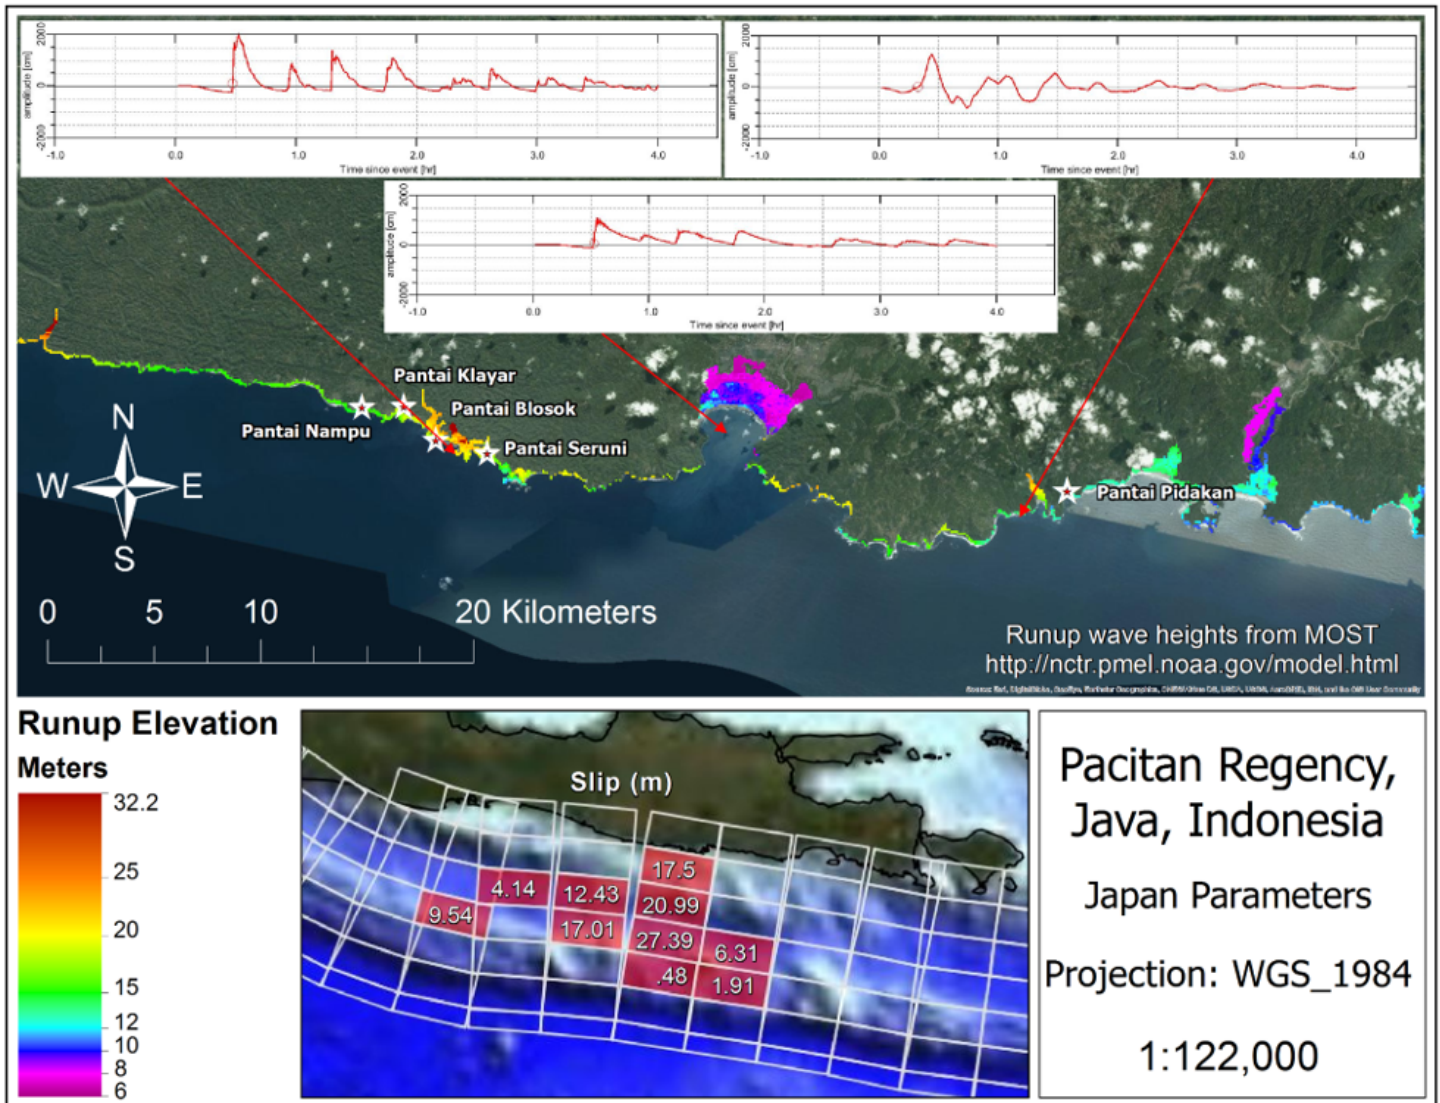 2000
0
-2000
amplitude [cm]
-1.0 0.0 1.0 2.0 3.0 4.0
Time since event [hr]
2000
0
-2000
amplitude [cm]
-1.0 0.0 1.0 2.0 3.0 4.0
Time since event [hr]
2000
0
-2000
amplitude [cm]
-1.0 0.0 1.0 2.0 3.0 4.0
Time since event [hr]
Pantai Klayar
Pantai Blosok
Pantai Nampu
Pantai Seruni
Pantai Pidakan
N
W E
S
0 5 10 20 Kilometers
Runup wave heights from MOST
http://nctr.pmel.noaa.gov/model.html
Runup Elevation
Meters
32.2
25
20
15
12
10
8
6
Slip (m)
17.5
4.14 12.43 20.99
9.54 17.01 27.39 6.31
.48 1.91
Pacitan Regency,
Java, Indonesia
Japan Parameters
Projection: WGS_1984
1:122,000